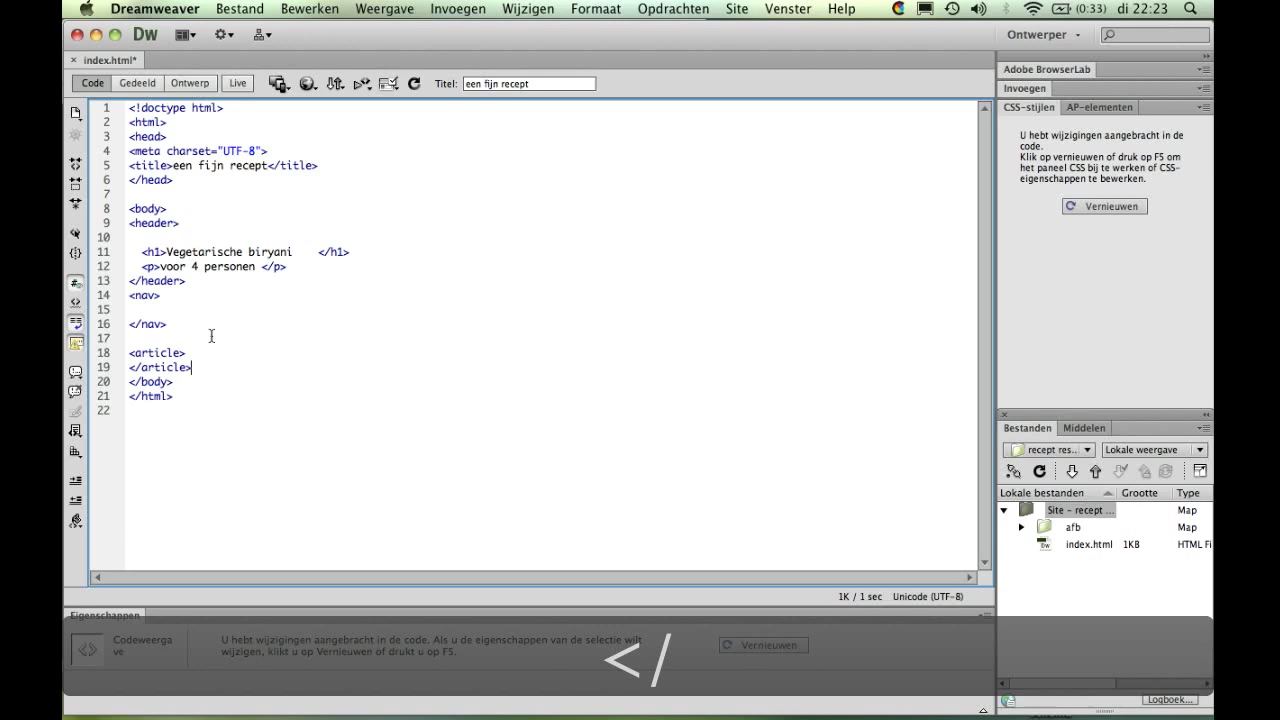 Dreamweaver Bestand Bewerken Weergave Invoegen Wijzigen Formaat Opdrachten Site Venster Help (0:33) di 22:23
Dw Ontwerper
index.html*
Code Gedeeld Ontwerp Live Titel: een fijn recept
1 <!doctype html>
2 <html>
3 <head>
4 <meta charset="UTF-8">
5 <title>een fijn recept</title>
6 </head>
7
8 <body>
9 <header>
10
11 <h1>Vegetarische biryani </h1>
12 <p>voor 4 personen </p>
13 </header>
14 <nav>
15
16 </nav>
17
18 <article>
19 </article>
20 </body>
21 </html>
22
1K / 1 sec Unicode (UTF-8)
Eigenschappen
Codeweerga
ve
U hebt wijzigingen aangebracht in de code. Als u de eigenschappen van de selectie wilt
wijzigen, klikt u op Vernieuwen of drukt u op F5.
Vernieuwen
</
Adobe BrowserLab
Invoegen
CSS-stijlen AP-elementen
U hebt wijzigingen aangebracht in de
code.
Klik op vernieuwen of druk op F5 om
het paneel CSS bij te werken of CSS-
eigenschappen te bewerken.
Vernieuwen
Bestanden Middelen
recept res.. Lokale weergave
Lokale bestanden Grootte Type
Site - recept ... Map
afb Map
Dw index.html 1KB HTML Fi
Logboek...